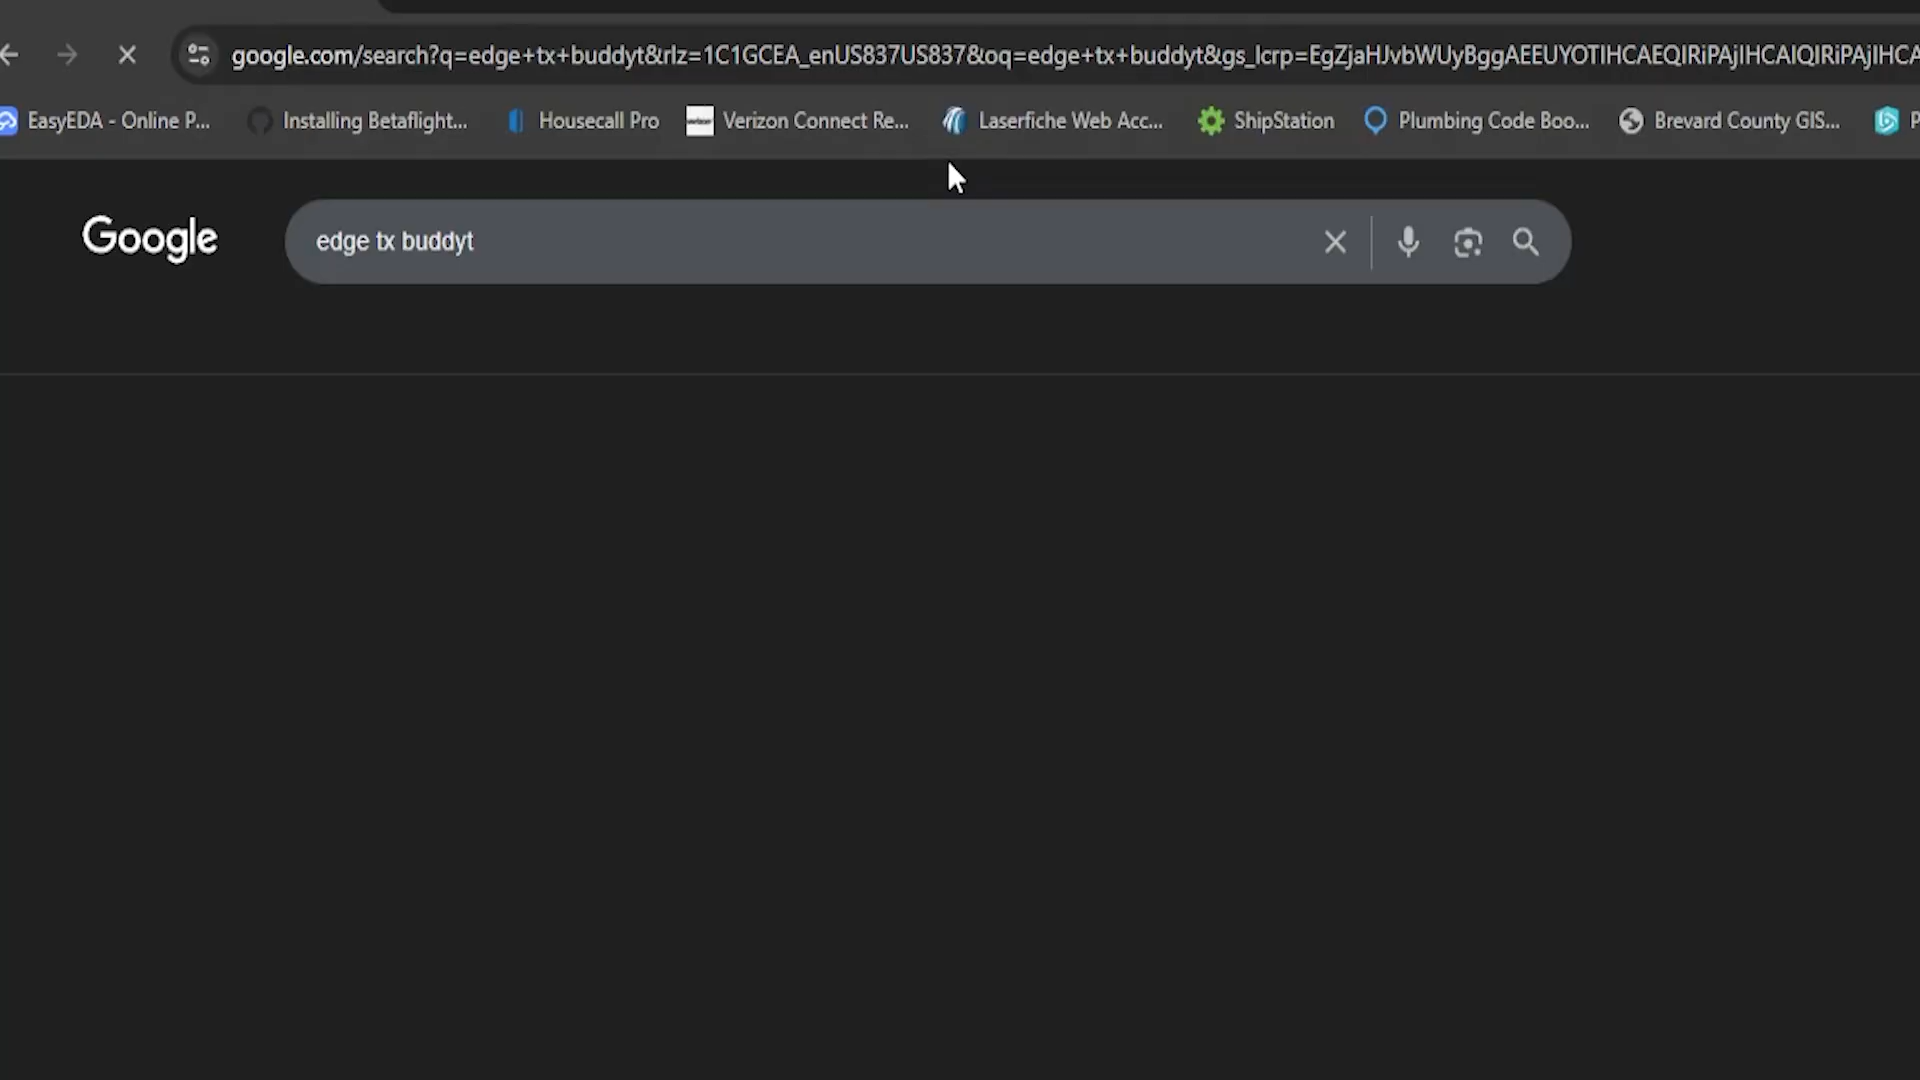 google.com/search?q=edge+tx+buddyt&rlz=1C1GCEA_enUS837US837&oq=edge+tx+buddyt&gs_lcrp=EgZjaHJvbWUyBggAEEUYOTIHCAEQIRiPAjIHCAIQIRiPAjIHCA
EasyEDA - Online P... Installing Betaflight... Housecall Pro Verizon Connect Re... Laserfiche Web Acc... ShipStation Plumbing Code Boo... Brevard County GIS... P
Google edge tx buddyt